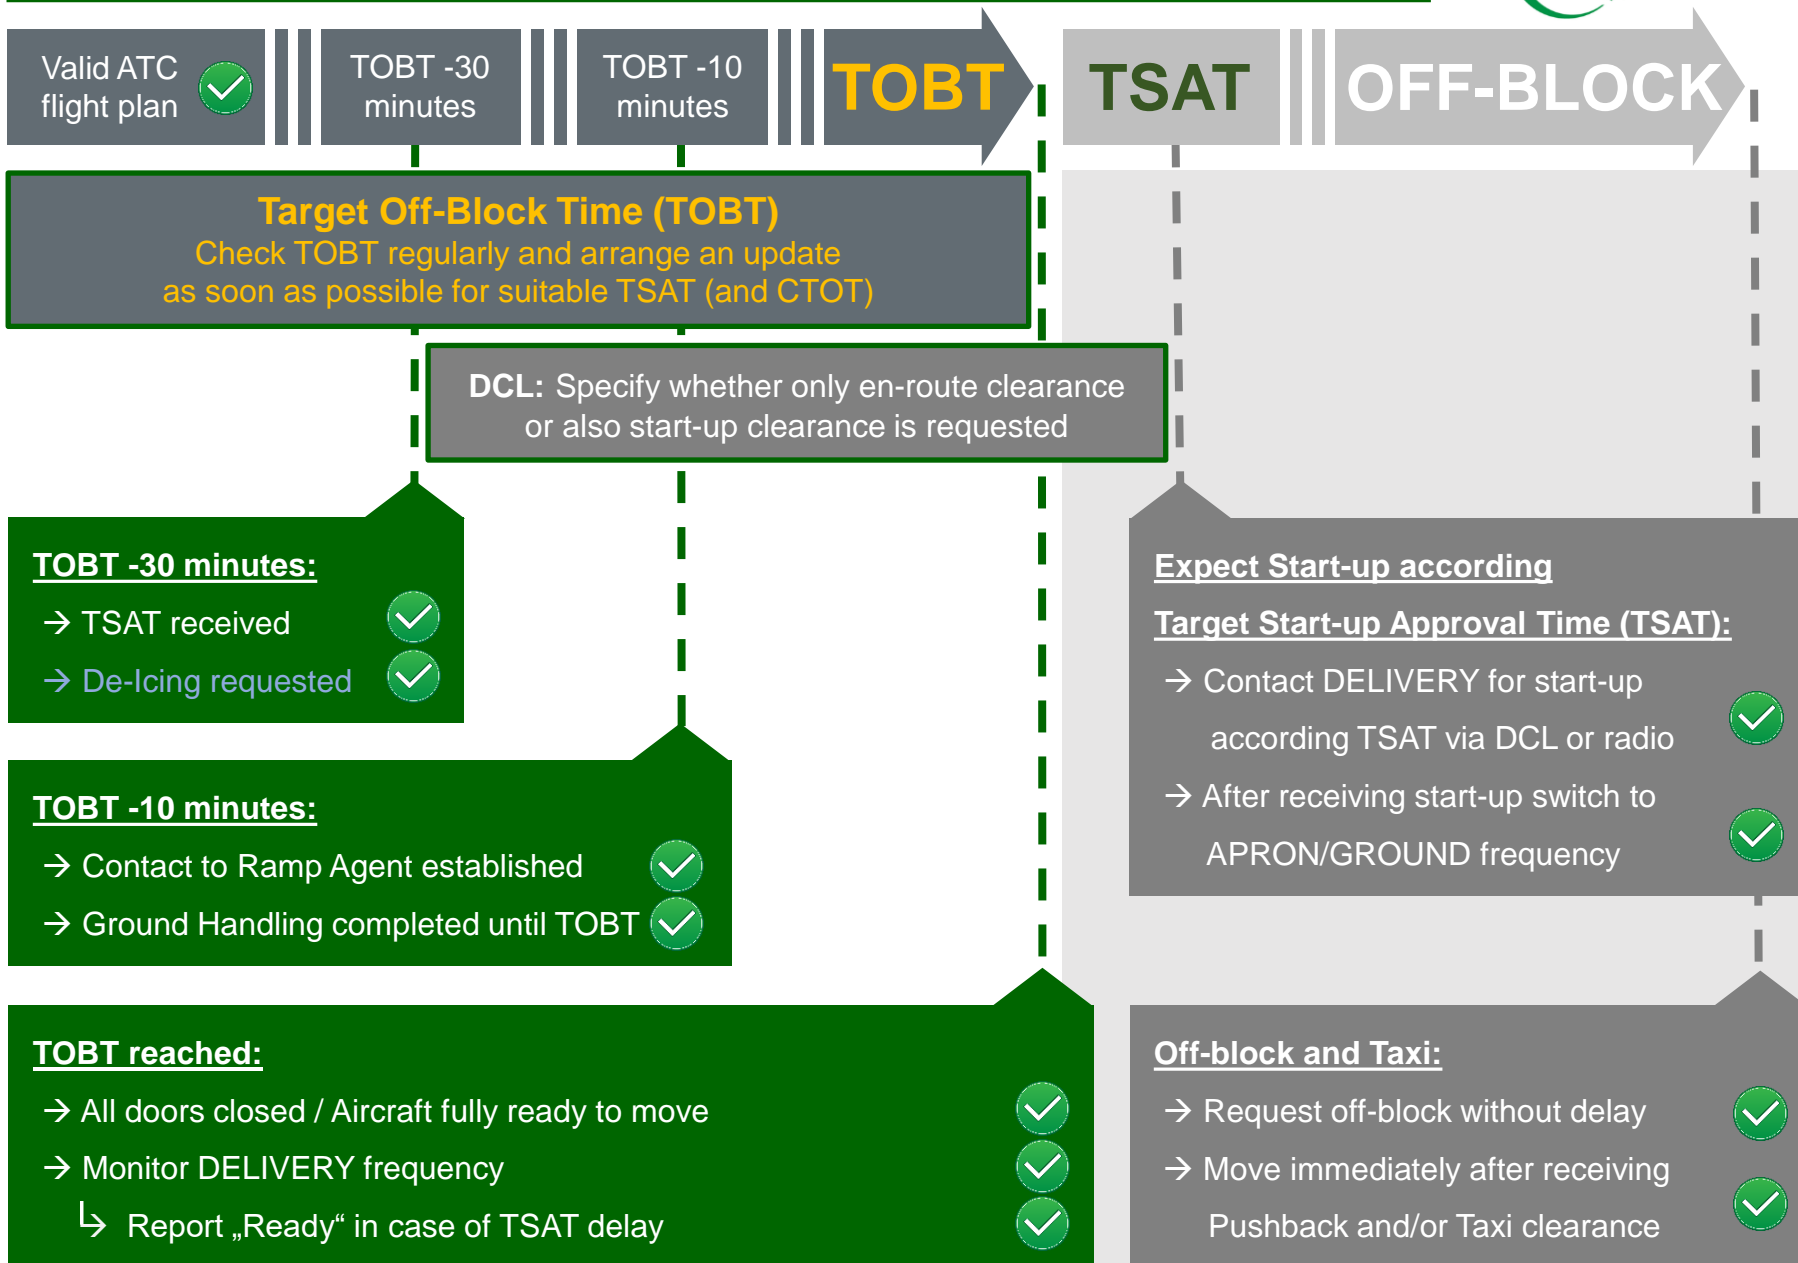 Valid ATC
flight plan
TOBT -30
minutes
TOBT -10
minutes
TOBT
TSAT
OFF-BLOCK
Target Off-Block Time (TOBT)
Check TOBT regularly and arrange an update
as soon as possible for suitable TSAT (and CTOT)
DCL: Specify whether only en-route clearance
or also start-up clearance is requested
TOBT -30 minutes:
→ TSAT received
→ De-Icing requested
TOBT -10 minutes:
→ Contact to Ramp Agent established
→ Ground Handling completed until TOBT
TOBT reached:
→ All doors closed / Aircraft fully ready to move
→ Monitor DELIVERY frequency
↳ Report „Ready“ in case of TSAT delay
Expect Start-up according
Target Start-up Approval Time (TSAT):
→ Contact DELIVERY for start-up
according TSAT via DCL or radio
→ After receiving start-up switch to
APRON/GROUND frequency
Off-block and Taxi:
→ Request off-block without delay
→ Move immediately after receiving
Pushback and/or Taxi clearance